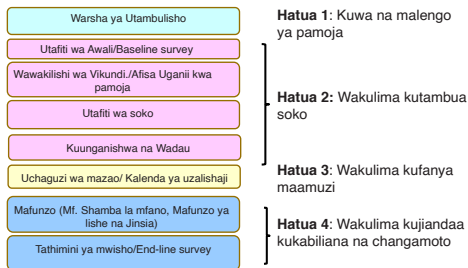 Warsha ya Utambulisho
Utafiti wa Awali/Baseline survey
Wawakilishi wa Vikundi./Afisa Uganii kwa
pamoja
Utafiti wa soko
Kuunganishwa na Wadau
Uchaguzi wa mazao/ Kalenda ya uzalishaji
Mafunzo (Mf. Shamba la mfano, Mafunzo ya
lishe na Jinsia)
Tathimini ya mwisho/End-line survey
Hatua 1: Kuwa na malengo
ya pamoja
Hatua 2: Wakulima kutambua
soko
Hatua 3: Wakulima kufanya
maamuzi
Hatua 4: Wakulima kujiandaa
kukabiliana na changamoto